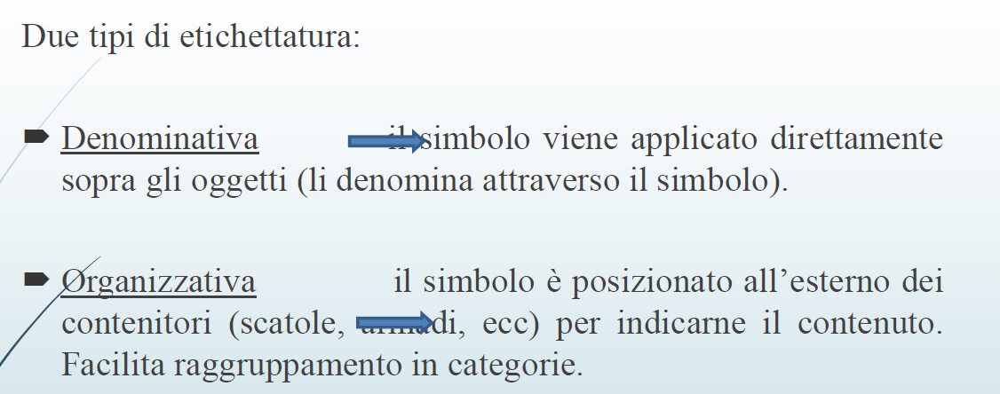 Due tipi di etichettatura:
Denominativa il simbolo viene applicato direttamente
sopra gli oggetti (li denomina attraverso il simbolo).
Organizzativa il simbolo è posizionato all’esterno dei
contenitori (scatole, armadi, ecc) per indicarne il contenuto.
Facilita raggruppamento in categorie.